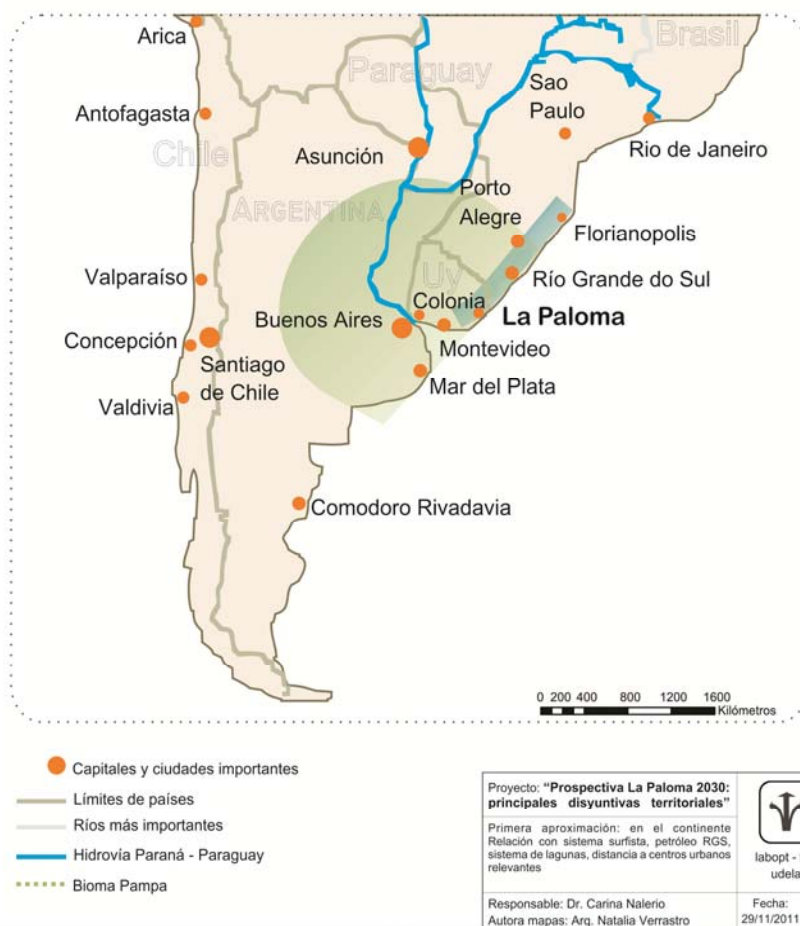 Arica
Brasil
Paraguay
Sao
Paulo
Antofagasta
Chile
Asunción
Rio de Janeiro
Porto
Alegre
ARGENTINA
Florianopolis
Valparaíso
Uy
Río Grande do Sul
Colonia
Buenos Aires
La Paloma
Concepción
Montevideo
Santiago
de Chile
Mar del Plata
Valdivia
Comodoro Rivadavia
0 200 400 800 1200 1600
Kilómetros
Capitales y ciudades importantes
Límites de países
Ríos más importantes
Hidrovía Paraná - Paraguay
Bioma Pampa
Proyecto: "Prospectiva La Paloma 2030:
principales disyuntivas territoriales"
Primera aproximación: en el continente
Relación con sistema surfista, petróleo RGS,
sistema de lagunas, distancia a centros urbanos
relevantes
labopt -
udela
Responsable: Dr. Carina Nalerio
Autora mapas: Arq. Natalia Verrastro
Fecha:
29/11/2011